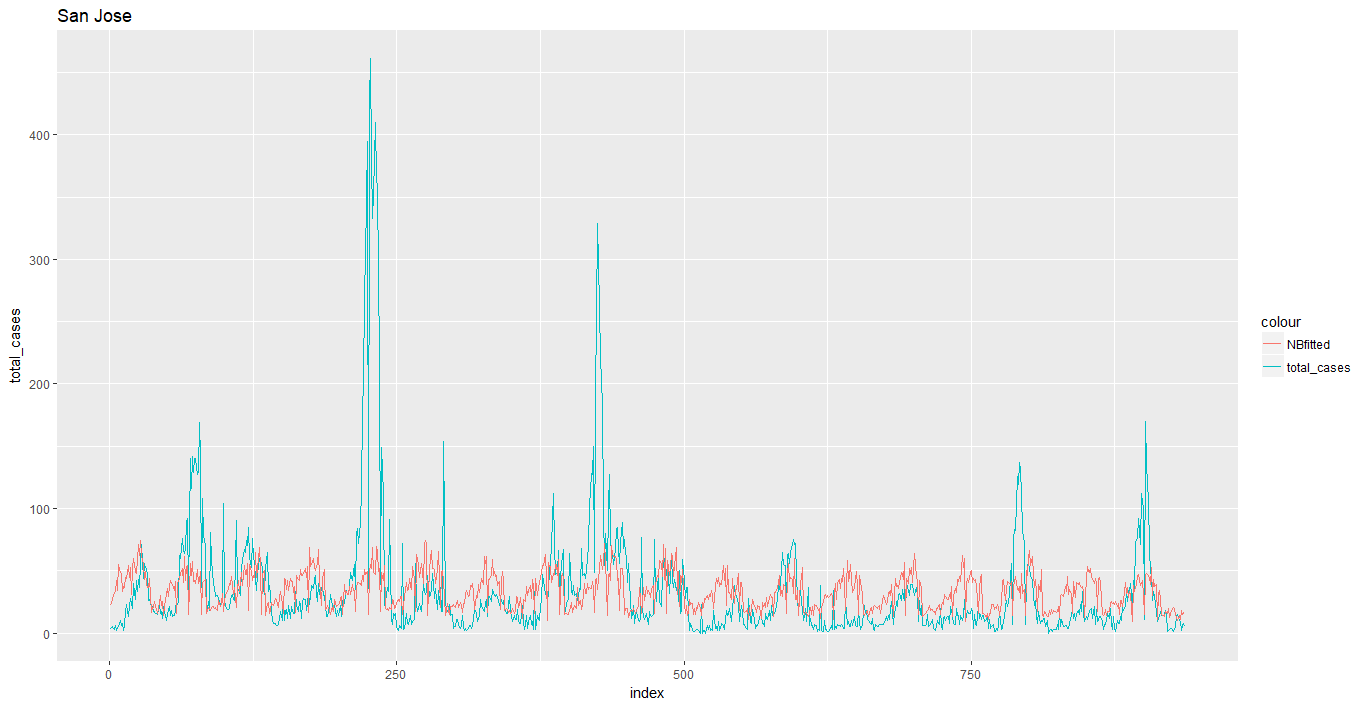 San Jose
400
300
200
100
0
total_cases
0
250
500
750
index
colour
NBfitted
total_cases